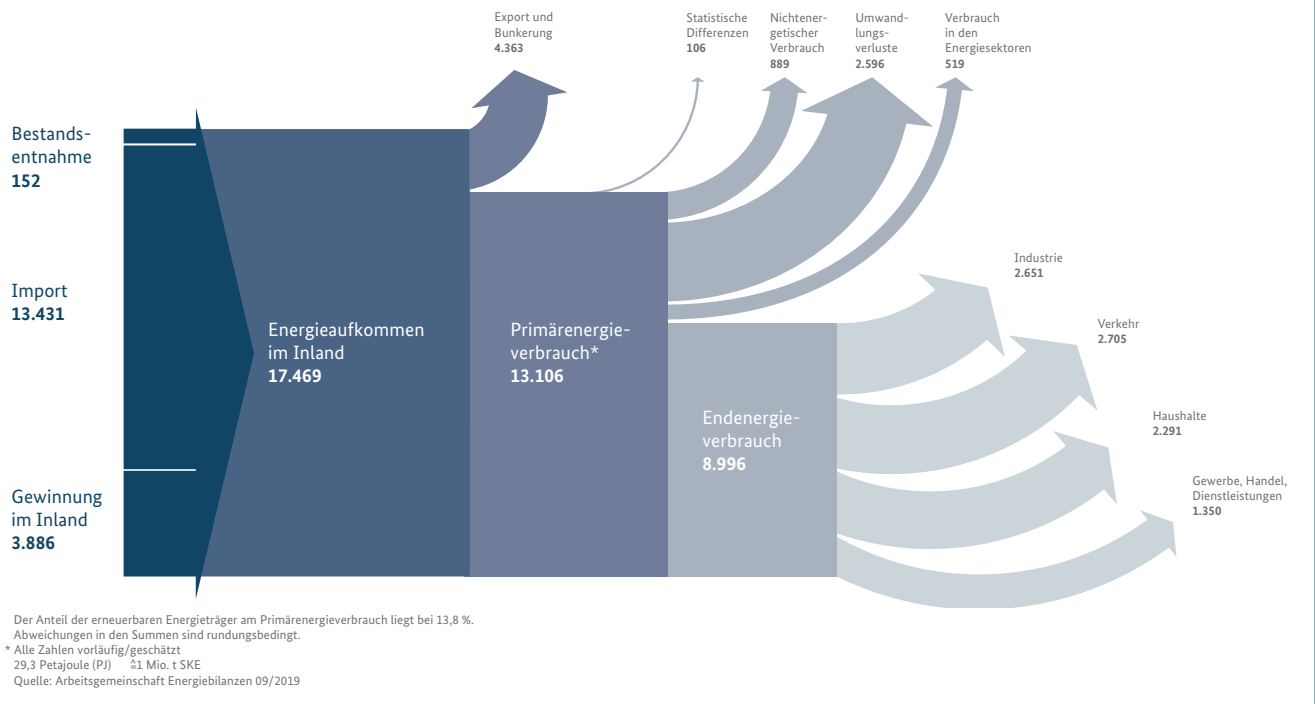 Export und
Bunkerung
4.363
Statistische
Differenzen
106
Nichtener-
getischer
Verbrauch
889
Umwand-
lungs-
verluste
2.596
Verbrauch
in den
Energiesektoren
519
Bestands-
entnahme
152
Import
13.431
Gewinnung
im Inland
3.886
Energieaufkommen
im Inland
17.469
Primärenergie-
verbrauch*
13.106
Endenergie-
verbrauch
8.996
Industrie
2.651
Verkehr
2.705
Haushalte
2.291
Gewerbe, Handel,
Dienstleistungen
1.350
Der Anteil der erneuerbaren Energieträger am Primärenergieverbrauch liegt bei 13,8 %.
Abweichungen in den Summen sind rundungsbedingt.
* Alle Zahlen vorläufig/geschätzt
29,3 Petajoule (PJ) ≙1 Mio. t SKE
Quelle: Arbeitsgemeinschaft Energiebilanzen 09/2019